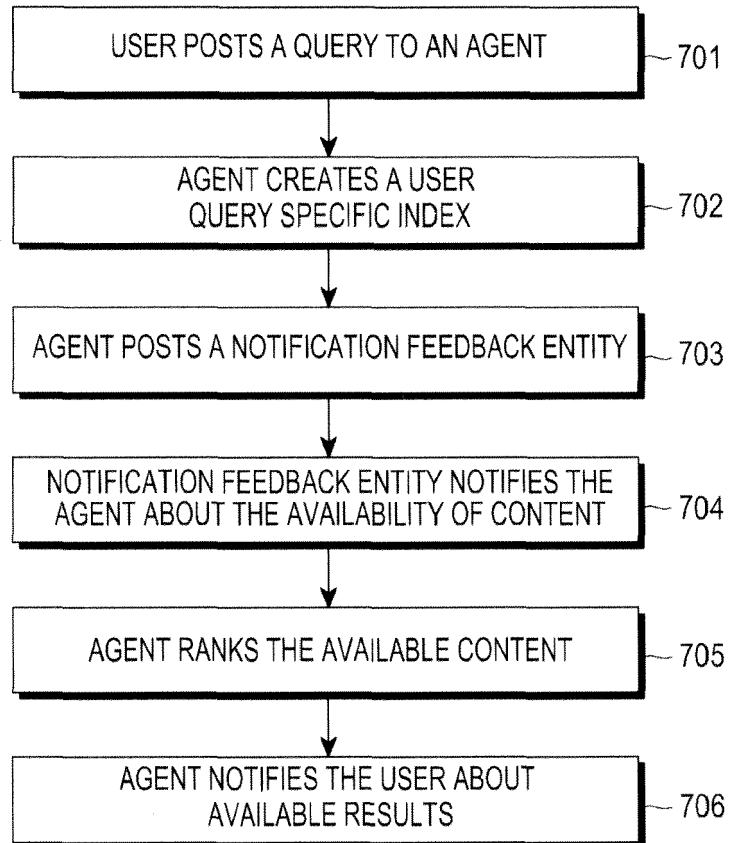 USER POSTS A QUERY TO AN AGENT
701
AGENT CREATES A USER
QUERY SPECIFIC INDEX
702
AGENT POSTS A NOTIFICATION FEEDBACK ENTITY
703
NOTIFICATION FEEDBACK ENTITY NOTIFIES THE
AGENT ABOUT THE AVAILABILITY OF CONTENT
704
AGENT RANKS THE AVAILABLE CONTENT
705
AGENT NOTIFIES THE USER ABOUT
AVAILABLE RESULTS
706